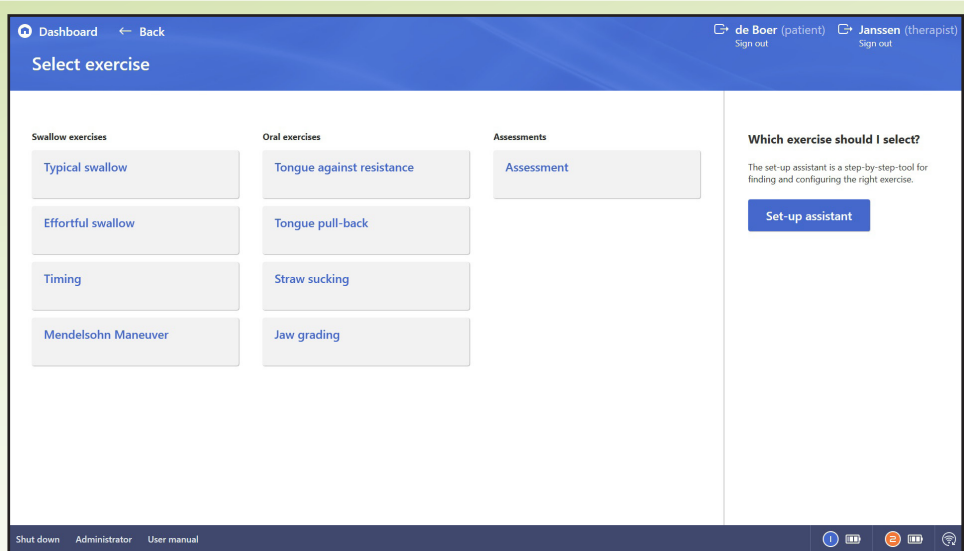 Dashboard ← Back
de Boer (patient) Janssen (therapist)
Sign out Sign out
Select exercise
Swallow exercises
Typical swallow
Effortful swallow
Timing
Mendelsohn Maneuver
Oral exercises
Tongue against resistance
Tongue pull-back
Straw sucking
Jaw grading
Assessments
Assessment
Which exercise should I select?
The set-up assistant is a step-by-step-tool for
finding and configuring the right exercise.
Set-up assistant
Shut down Administrator User manual
1 2